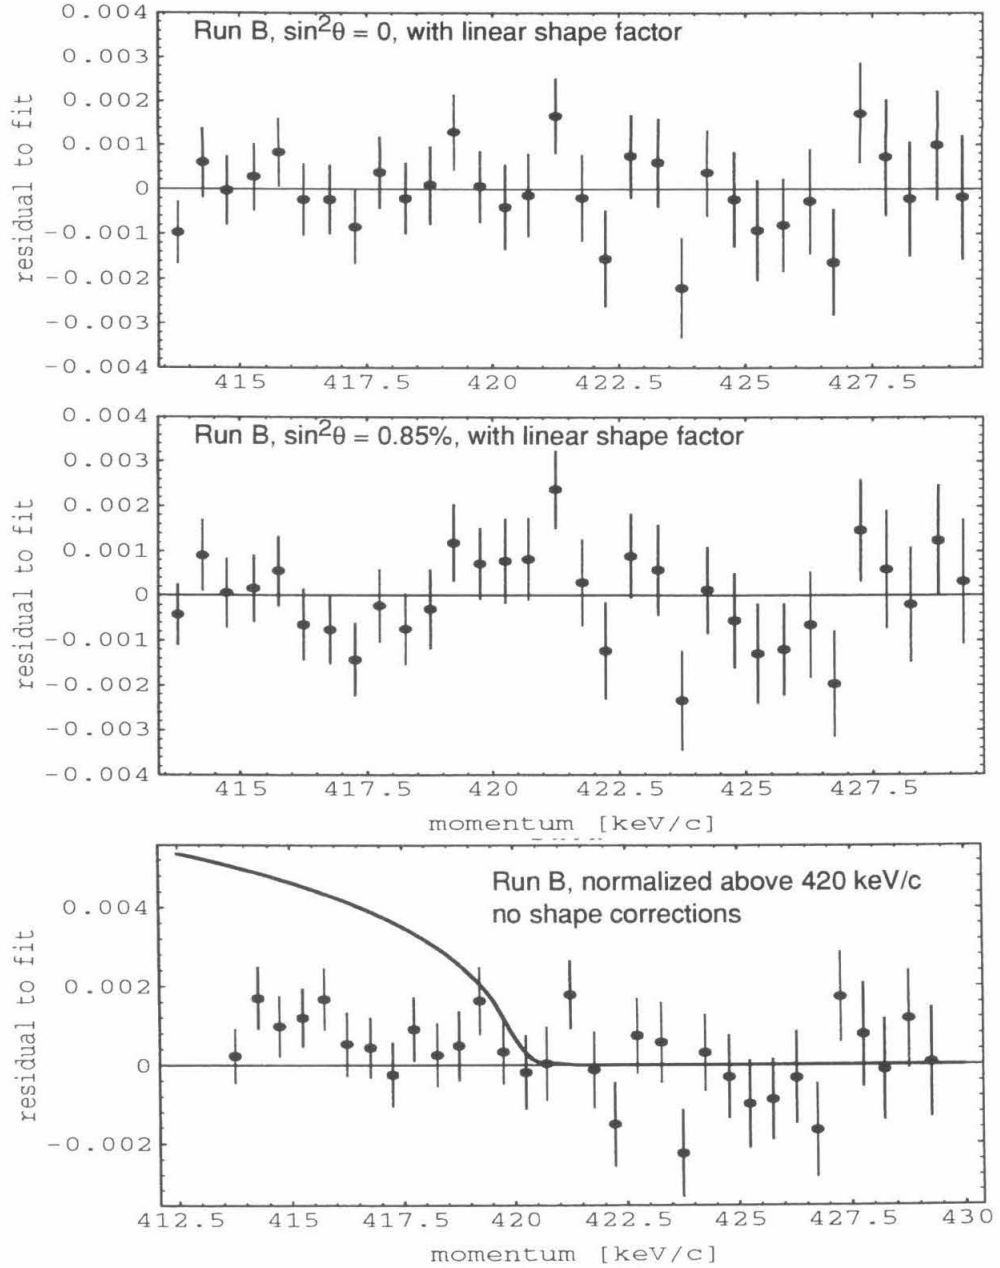 Run B, sin²θ = 0, with linear shape factor
residual to fit
0.004
0.003
0.002
0.001
0
-0.001
-0.002
-0.003
-0.004
415 417.5 420 422.5 425 427.5
Run B, sin²θ = 0.85%, with linear shape factor
residual to fit
0.004
0.003
0.002
0.001
0
-0.001
-0.002
-0.003
-0.004
415 417.5 420 422.5 425 427.5
momentum [keV/c]
Run B, normalized above 420 keV/c
no shape corrections
residual to fit
0.004
0.002
0
-0.002
412.5 415 417.5 420 422.5 425 427.5 430
momentum [keV/c]